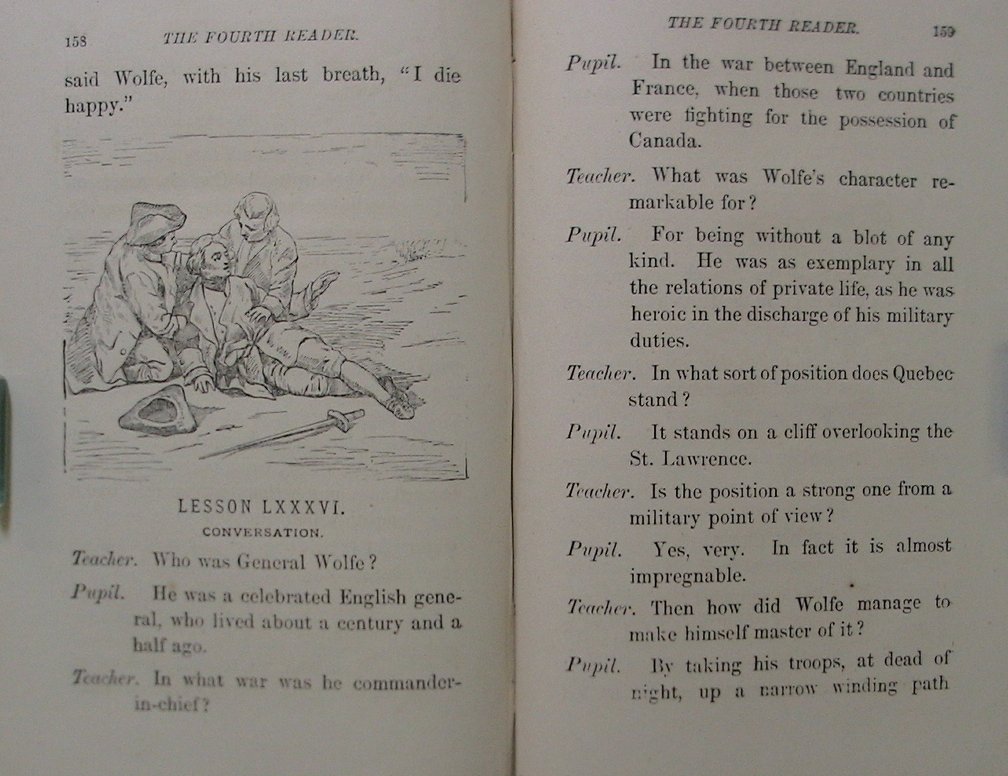 158 THE FOURTH READER.
said Wolfe, with his last breath, "I die
happy."
LESSON LXXXVI.
CONVERSATION.
Teacher. Who was General Wolfe?
Pupil. He was a celebrated English gene-
ral, who lived about a century and a
half ago.
Teacher. In what war was he commander-
in-chief?
THE FOURTH READER. 159
Pupil. In the war between England and
France, when those two countries
were fighting for the possession of
Canada.
Teacher. What was Wolfe's character re-
markable for?
Pupil. For being without a blot of any
kind. He was as exemplary in all
the relations of private life, as he was
heroic in the discharge of his military
duties.
Teacher. In what sort of position does Quebec
stand?
Pupil. It stands on a cliff overlooking the
St. Lawrence.
Teacher. Is the position a strong one from a
military point of view?
Pupil. Yes, very. In fact it is almost
impregnable.
Teacher. Then how did Wolfe manage to
make himself master of it?
Pupil. By taking his troops, at dead of
night, up a narrow winding path